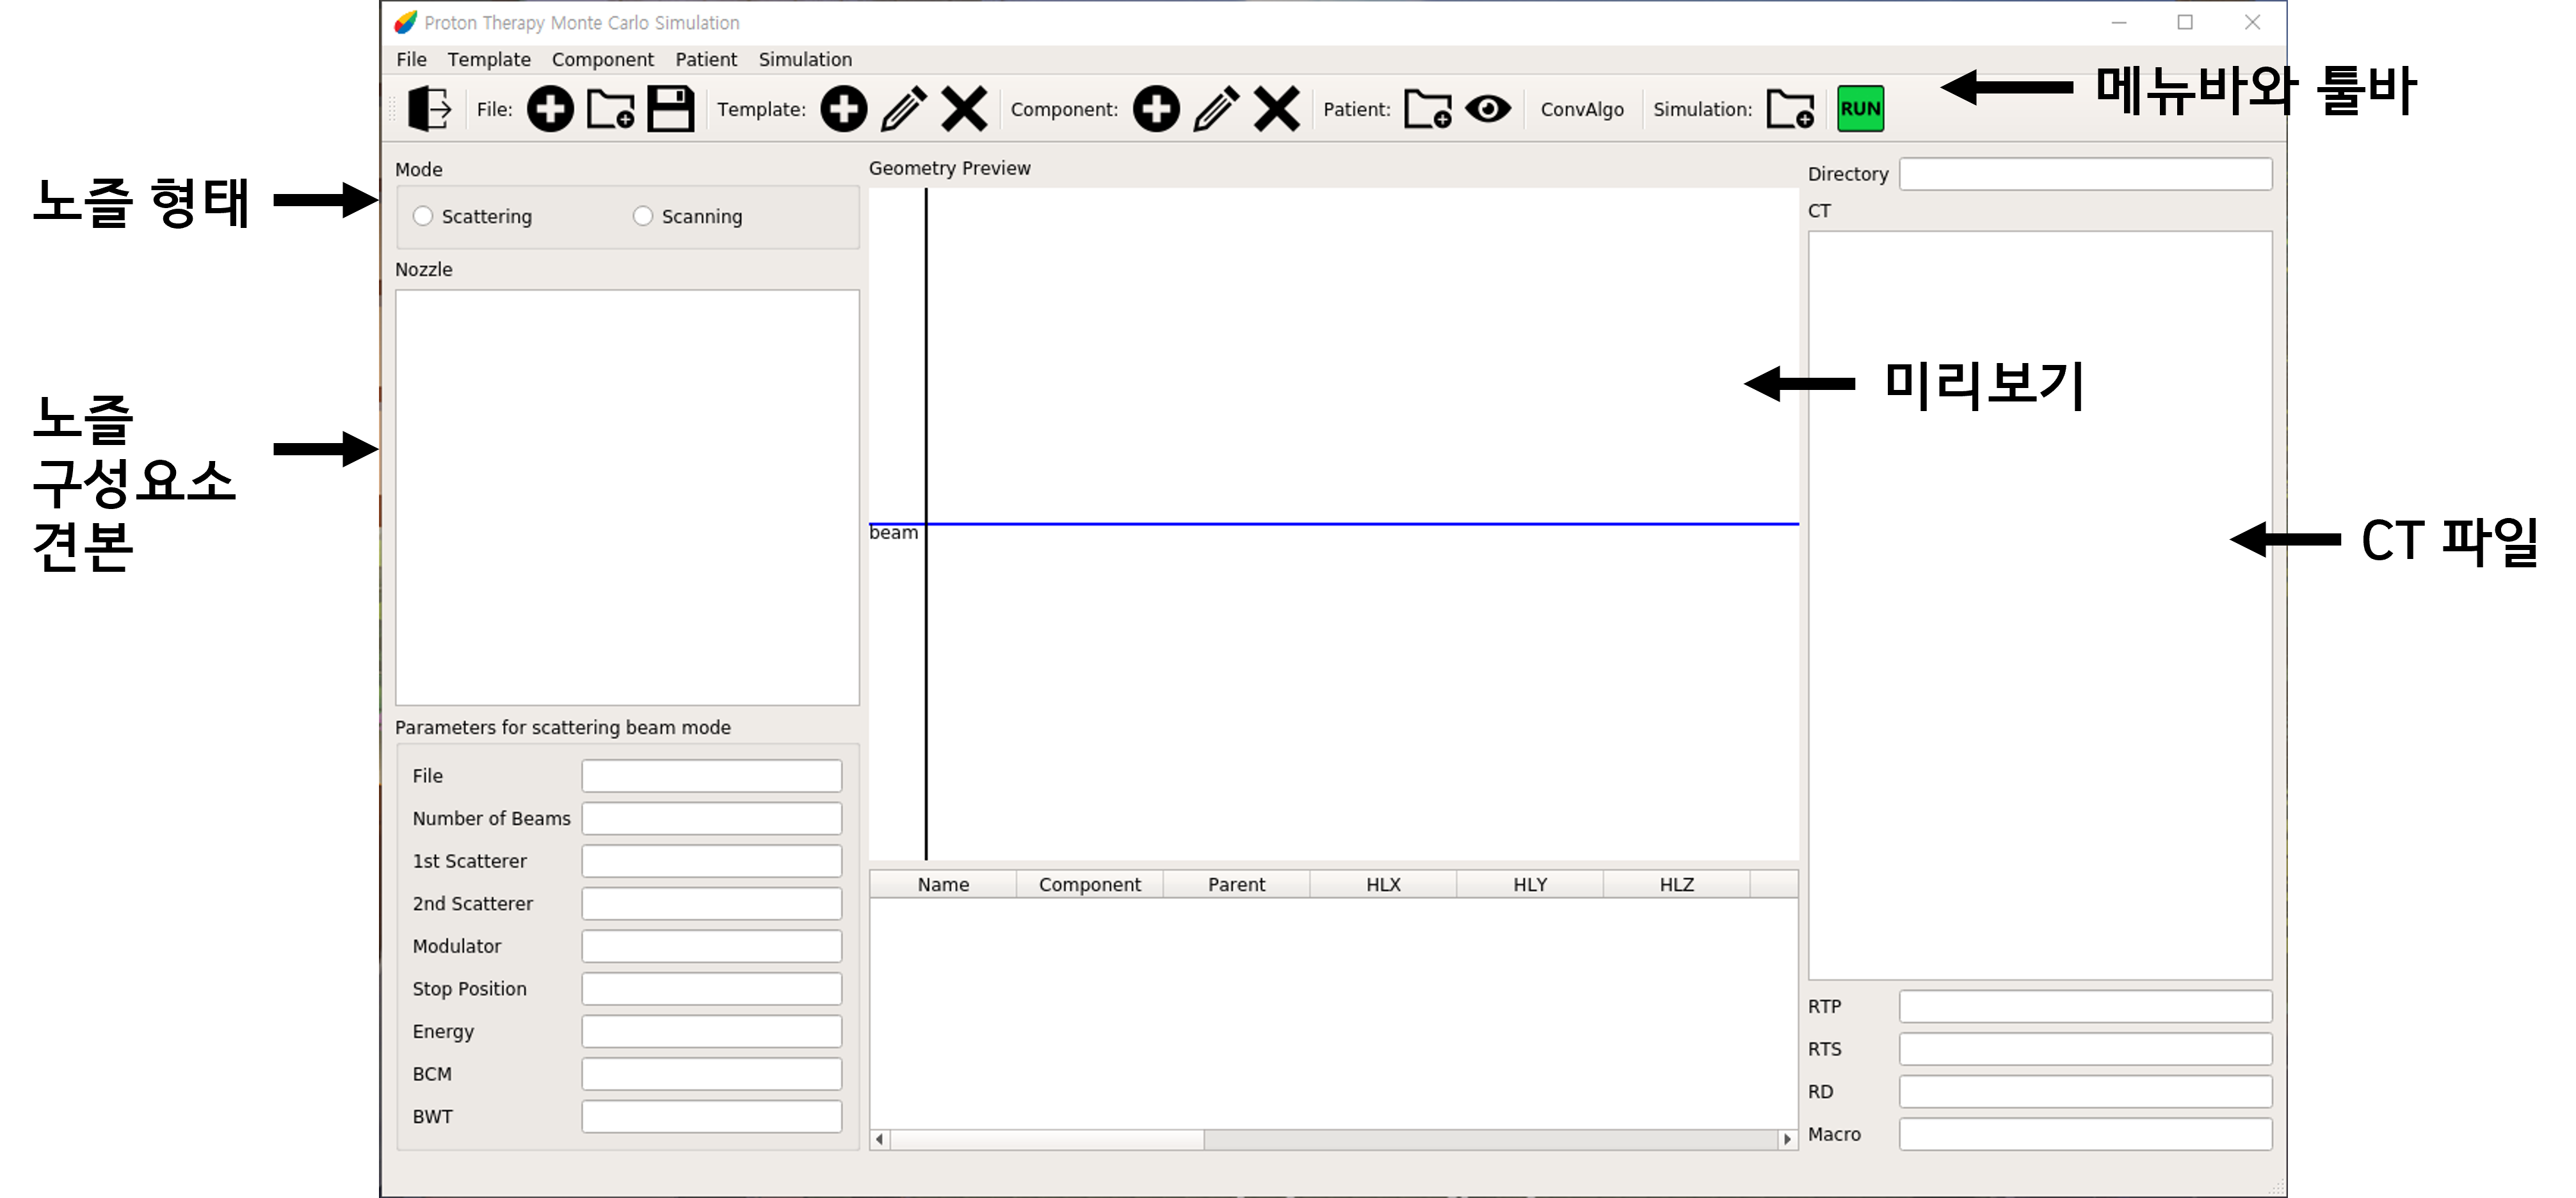 Proton Therapy Monte Carlo Simulation
File Template Component Patient Simulation
File: Template: Component: Patient: ConvAlgo Simulation: RUN
메뉴바와 툴바
노즐 형태
Mode
Scattering Scanning
Nozzle
노즐
구성요소
견본
Parameters for scattering beam mode
File
Number of Beams
1st Scatterer
2nd Scatterer
Modulator
Stop Position
Energy
BCM
BWT
Geometry Preview
미리보기
beam
Name Component Parent HLX HLY HLZ
Directory
CT
CT 파일
RTP
RTS
RD
Macro